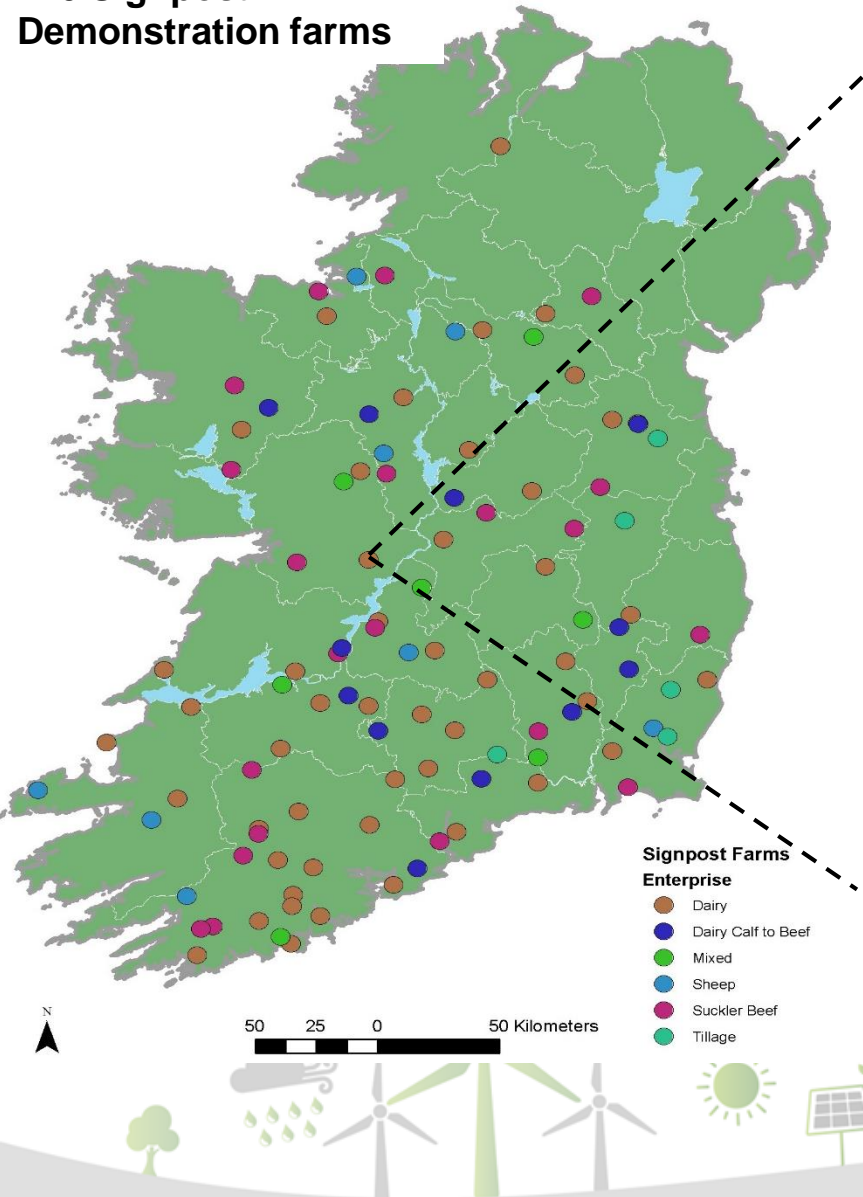 Demonstration farms
N
50 25 0 50 Kilometers
Signpost Farms
Enterprise
Dairy
Dairy Calf to Beef
Mixed
Sheep
Suckler Beef
Tillage